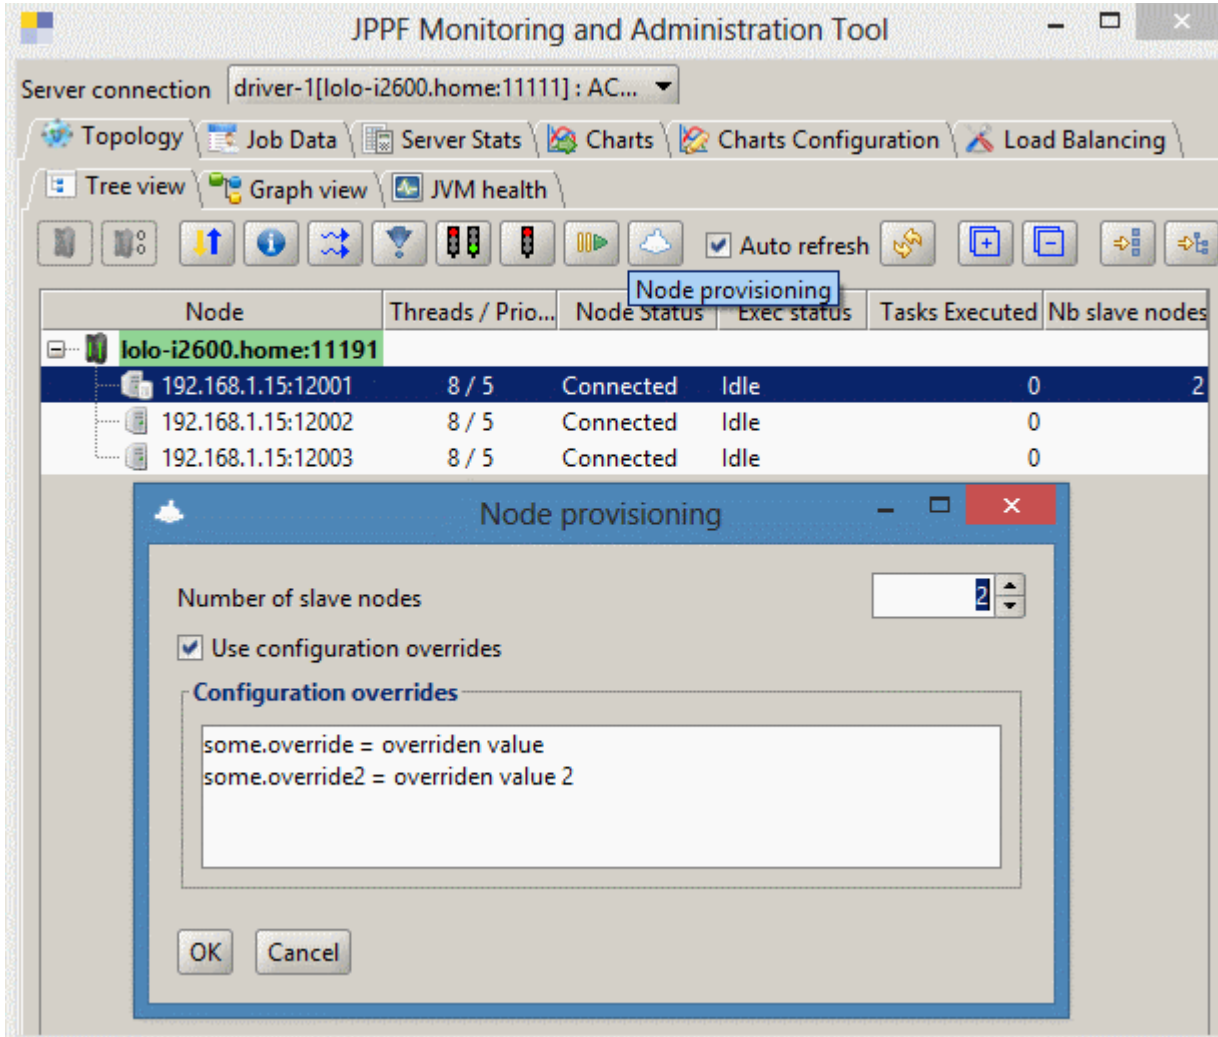 JPPF Monitoring and Administration Tool
Server connection driver-1[lolo-i2600.home:11111] : AC...
Topology Job Data Server Stats Charts Charts Configuration Load Balancing
Tree view Graph view JVM health
Auto refresh
Node provisioning
Node Threads / Prio... Node Status Exec status Tasks Executed Nb slave nodes
lolo-i2600.home:11191
192.168.1.15:12001 8 / 5 Connected Idle 0 2
192.168.1.15:12002 8 / 5 Connected Idle 0
192.168.1.15:12003 8 / 5 Connected Idle 0
Node provisioning
Number of slave nodes 2
Use configuration overrides
Configuration overrides
some.override = overriden value
some.override2 = overriden value 2
OK Cancel